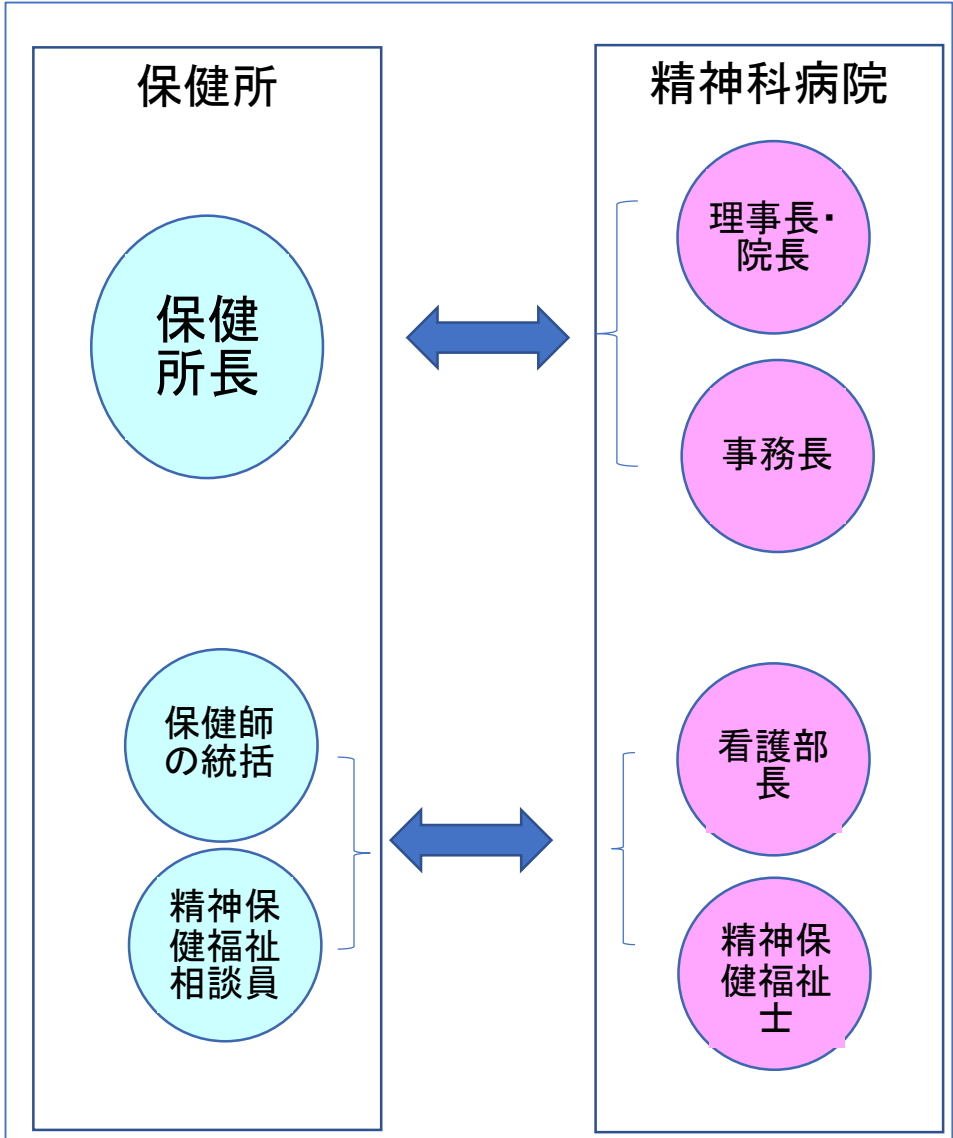 保健所
保健
所長
保健師
の統括
精神保
健福祉
相談員
精神科病院
理事長・
院長
事務長
看護部
長
精神保
健福祉
士